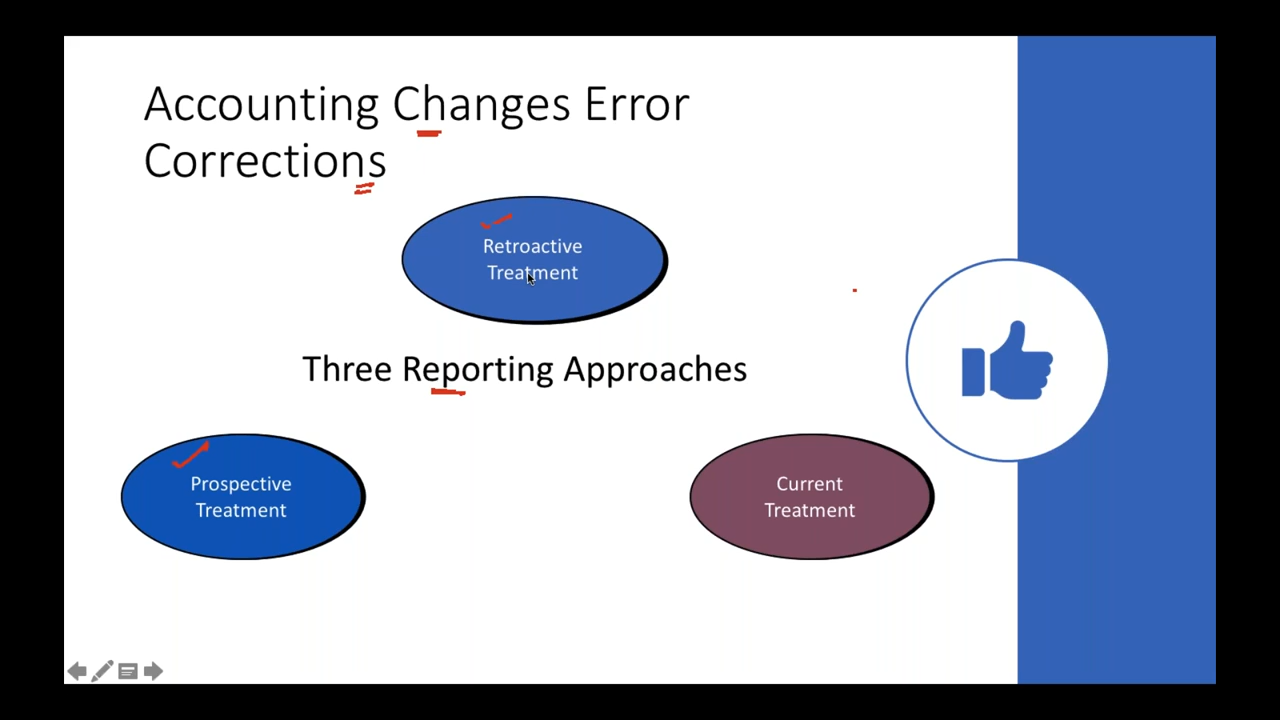 Accounting Changes Error
Corrections
Retroactive
Treatment
Three Reporting Approaches
Prospective
Treatment
Current
Treatment